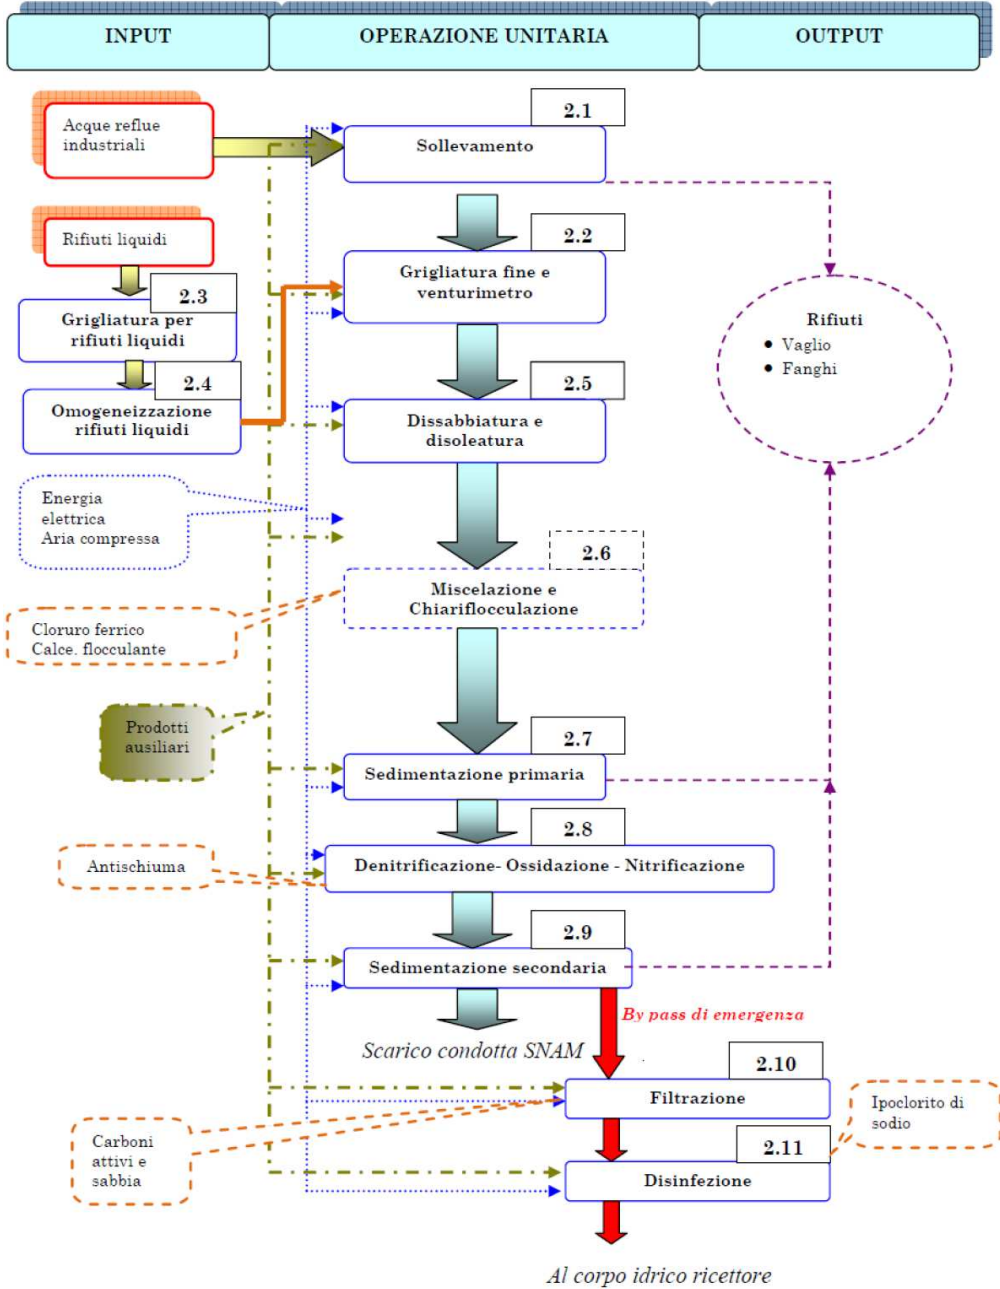 INPUT
OPERAZIONE UNITARIA
OUTPUT
2.1
Acque reflue
industriali
Sollevamento
2.2
Rifiuti liquidi
Grigliatura fine e
venturimetro
2.3
Grigliatura per
rifiuti liquidi
Rifiuti
• Vaglio
• Fanghi
2.4
Omogeneizzazione
rifiuti liquidi
2.5
Dissabbiatura e
disoleatura
Energia
elettrica
Aria compressa
2.6
Miscelazione e
Chiariflocculazione
Cloruro ferrico
Calce. flocculante
Prodotti
ausiliari
2.7
Sedimentazione primaria
2.8
Denitrificazione- Ossidazione - Nitrificazione
Antischiuma
2.9
Sedimentazione secondaria
By pass di emergenza
Scarico condotta SNAM
2.10
Filtrazione
Ipoclorito di
sodio
Carboni
attivi e
sabbia
2.11
Disinfezione
Al corpo idrico ricettore